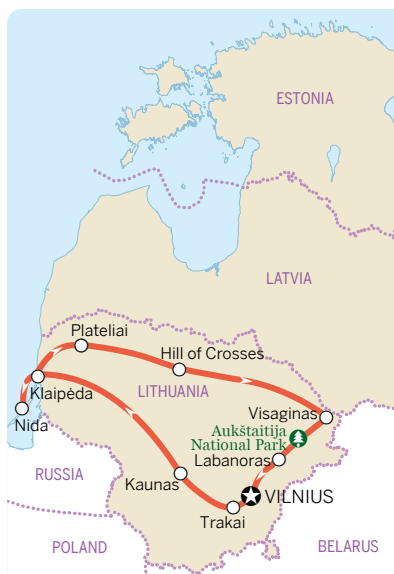 ESTONIA
LATVIA
Plateliai
Hill of Crosses
Klaipėda
LITHUANIA
Nida
Visaginas
Aukštaitija
National Park
Labanoras
RUSSIA
Kaunas
VILNIUS
Trakai
POLAND
BELARUS